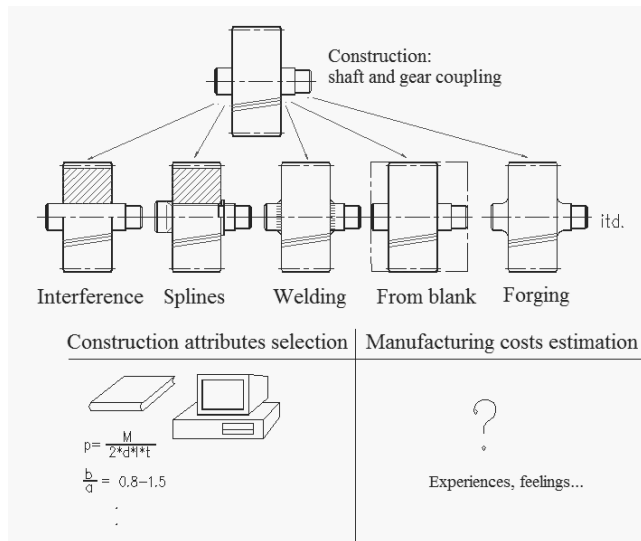 Construction:
shaft and gear coupling
itd.
Interference Splines Welding From blank Forging
Construction attributes selection Manufacturing costs estimation
?
p= M
2*d*l*t
b
a = 0.8-1.5
Experiences, feelings...
.
.